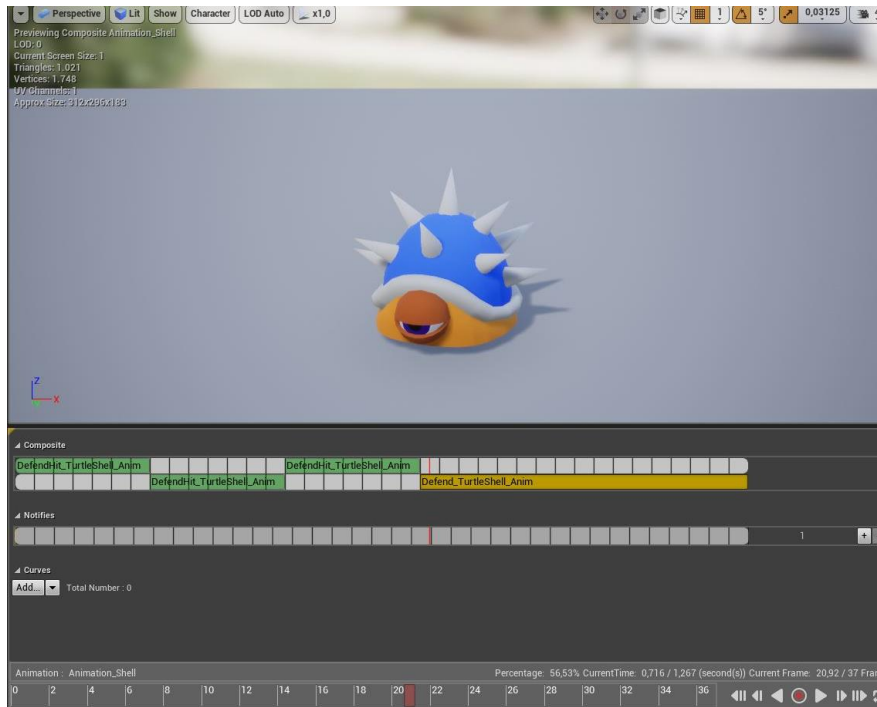 Perspective Lit Show Character LOD Auto x1,0 1 5° 0,03125
Previewing Composite Animation_Shell
LOD: 0
Current Screen Size: 1
Triangles: 1.021
Vertices: 1.748
UV Channels: 1
Approx Size: 312x296x183
Z
X
Composite
DefendHit_TurtleShell_Anim DefendHit_TurtleShell_Anim
DefendHit_TurtleShell_Anim Defend_TurtleShell_Anim
Notifies
1 +
Curves
Add... Total Number : 0
Animation : Animation_Shell Percentage: 56,53% CurrentTime: 0,716 / 1,267 (second(s)) Current Frame: 20,92 / 37 Fran
0 2 4 6 8 10 12 14 16 18 20 22 24 26 28 30 32 34 36